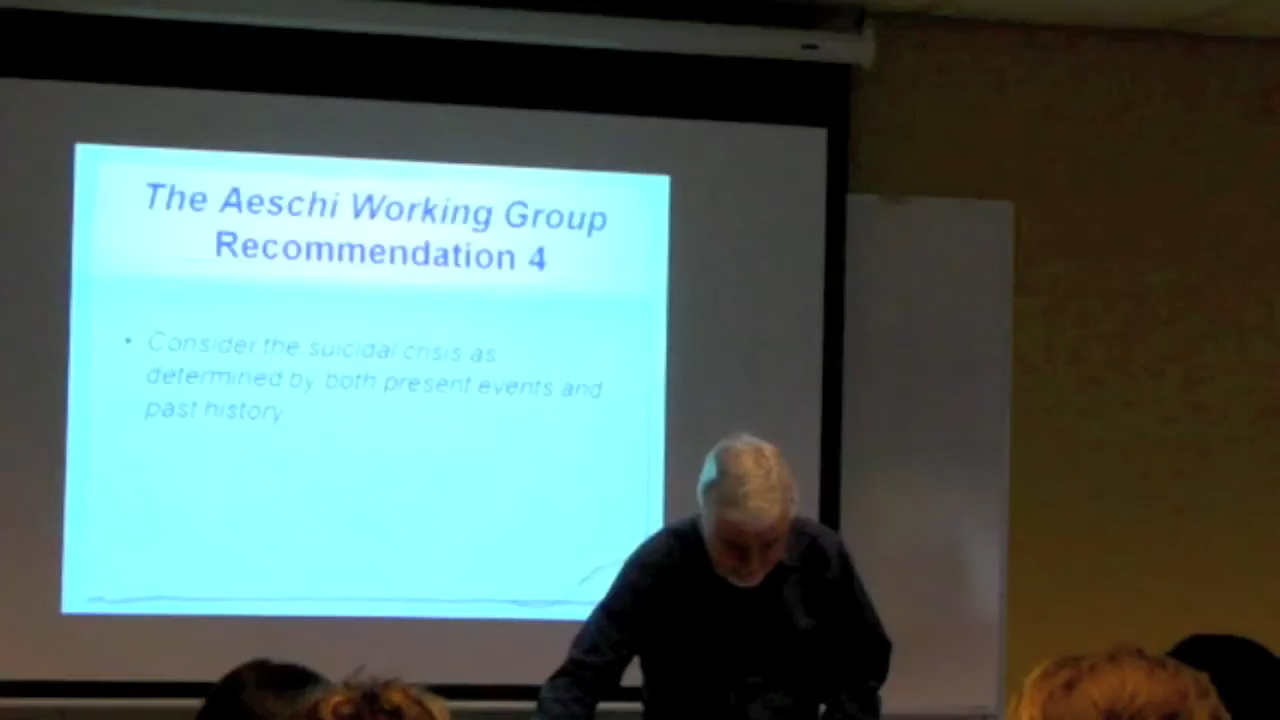 The Aeschi Working Group
Recommendation 4
• Consider the suicidal crisis as
determined by both present events and
past history